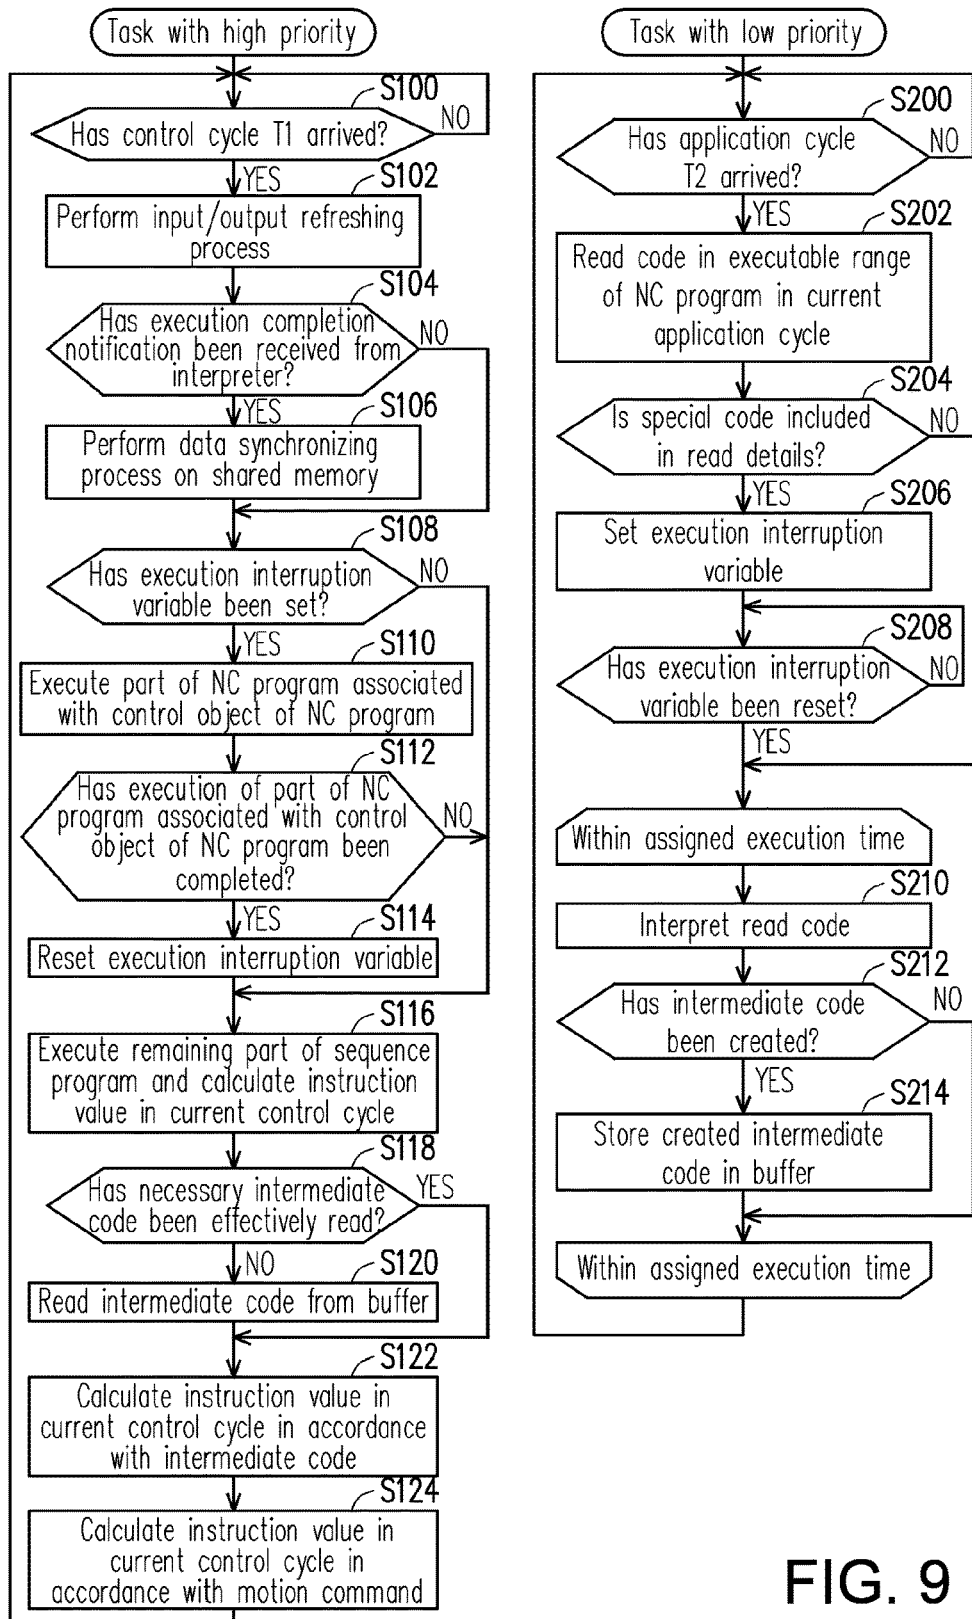 Task with high priority
S100
Has control cycle T1 arrived?
NO
YES
S102
Perform input/output refreshing
process
S104
Has execution completion
notification been received from
interpreter?
NO
YES
S106
Perform data synchronizing
process on shared memory
S108
Has execution interruption
variable been set?
NO
YES
S110
Execute part of NC program associated
with control object of NC program
S112
Has execution of part of NC
program associated with control
object of NC program been
completed?
NO
YES
S114
Reset execution interruption variable
S116
Execute remaining part of sequence
program and calculate instruction
value in current control cycle
S118
Has necessary intermediate
code been effectively read?
YES
NO
S120
Read intermediate code from buffer
S122
Calculate instruction value in
current control cycle in accordance
with intermediate code
S124
Calculate instruction value in
current control cycle in
accordance with motion command
Task with low priority
S200
Has application cycle
T2 arrived?
NO
YES
S202
Read code in executable range
of NC program in current
application cycle
S204
Is special code included
in read details?
NO
YES
S206
Set execution interruption
variable
S208
Has execution interruption
variable been reset?
NO
YES
Within assigned execution time
S210
Interpret read code
S212
Has intermediate code
been created?
NO
YES
S214
Store created intermediate
code in buffer
Within assigned execution time
FIG. 9